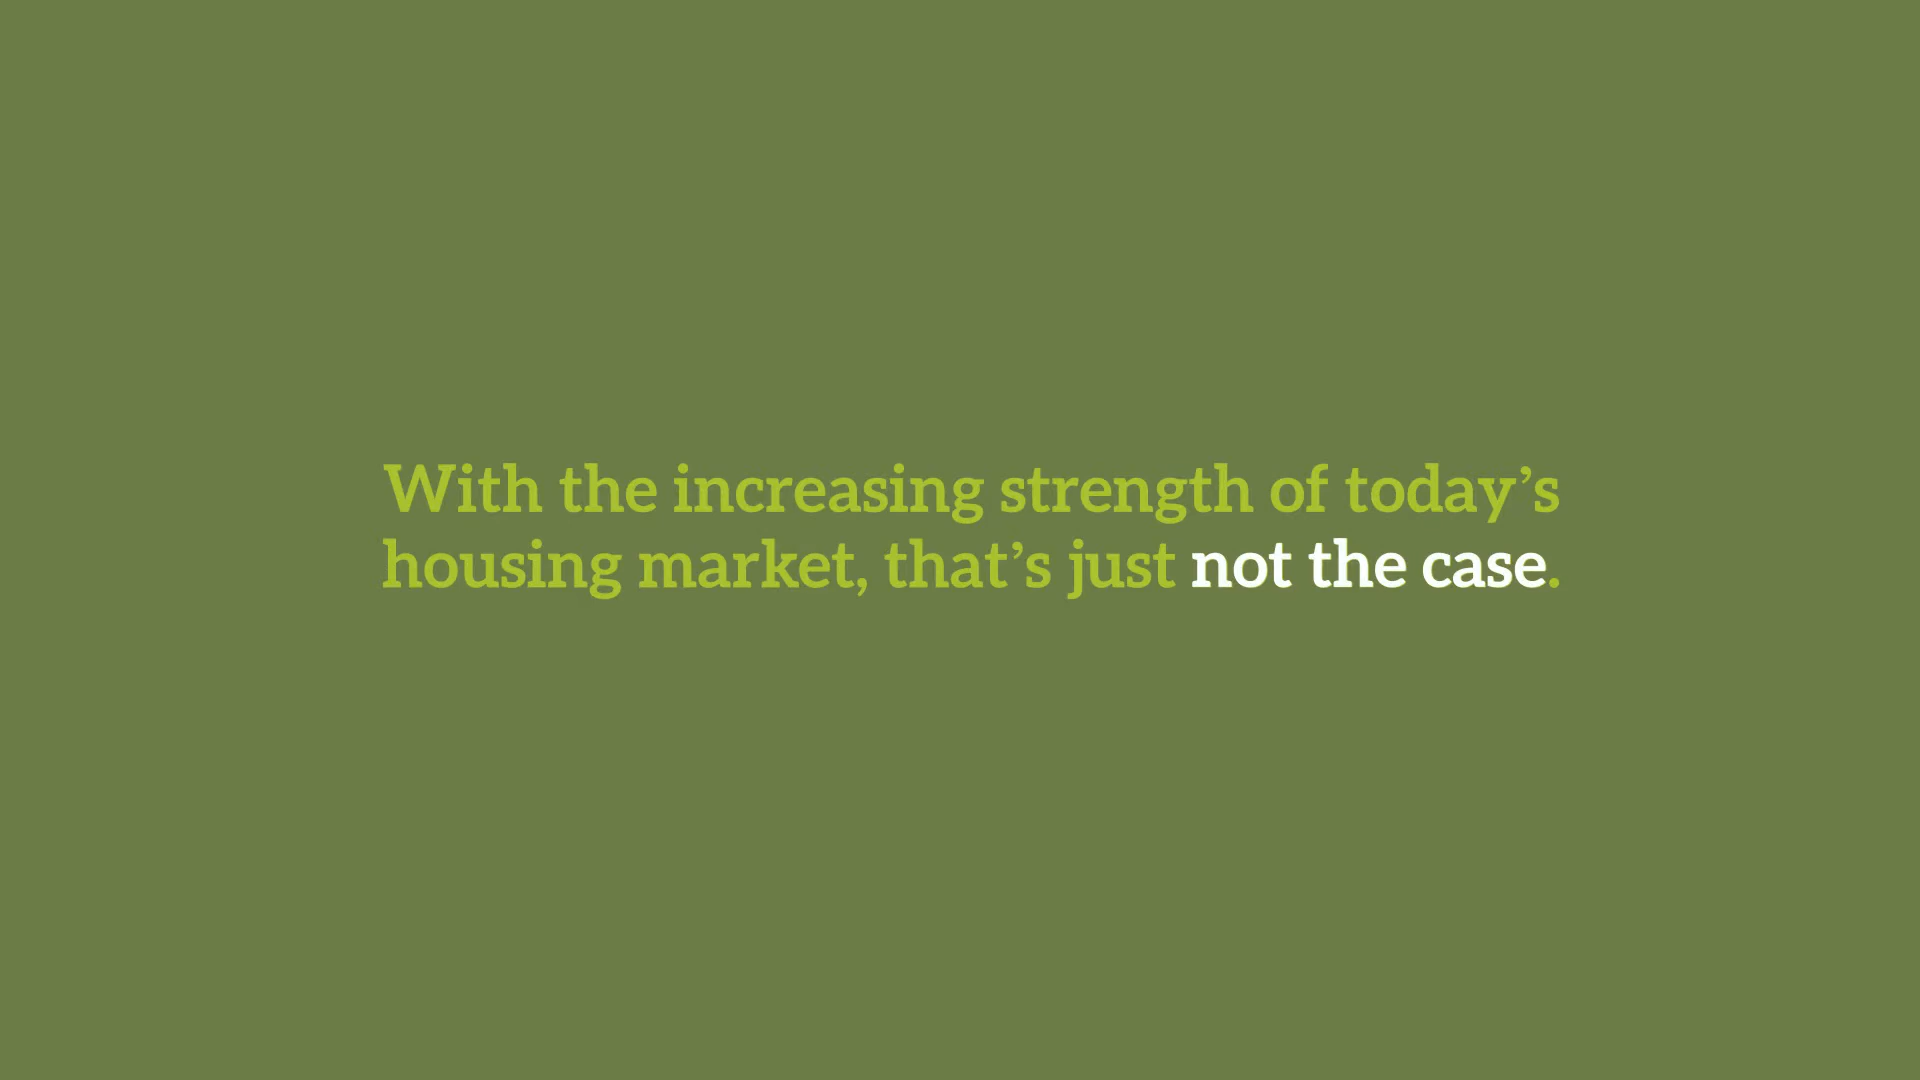 With the increasing strength of today’s
housing market, that’s just not the case.